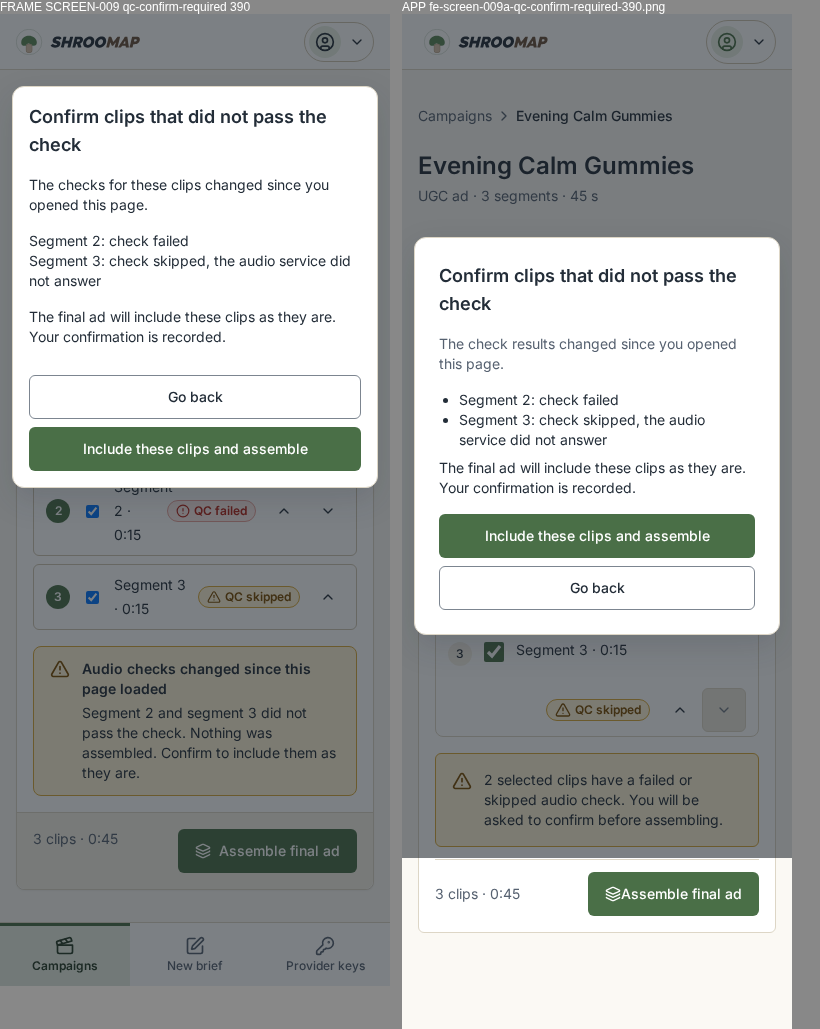 FRAME SCREEN-009 qc-confirm-required 390
SHROOMAP
Confirm clips that did not pass the
check
The checks for these clips changed since you
opened this page.
Segment 2: check failed
Segment 3: check skipped, the audio service did
not answer
The final ad will include these clips as they are.
Your confirmation is recorded.
Go back
Include these clips and assemble
Segment
2 ·
0:15
2
QC failed
3
Segment 3
· 0:15
QC skipped
Audio checks changed since this
page loaded
Segment 2 and segment 3 did not
pass the check. Nothing was
assembled. Confirm to include them as
they are.
3 clips · 0:45
Assemble final ad
Campaigns
New brief
Provider keys
APP fe-screen-009a-qc-confirm-required-390.png
SHROOMAP
Campaigns > Evening Calm Gummies
Evening Calm Gummies
UGC ad · 3 segments · 45 s
Confirm clips that did not pass the
check
The check results changed since you opened
this page.
• Segment 2: check failed
• Segment 3: check skipped, the audio
service did not answer
The final ad will include these clips as they are.
Your confirmation is recorded.
Include these clips and assemble
Go back
3
Segment 3 · 0:15
QC skipped
2 selected clips have a failed or
skipped audio check. You will be
asked to confirm before assembling.
3 clips · 0:45
Assemble final ad